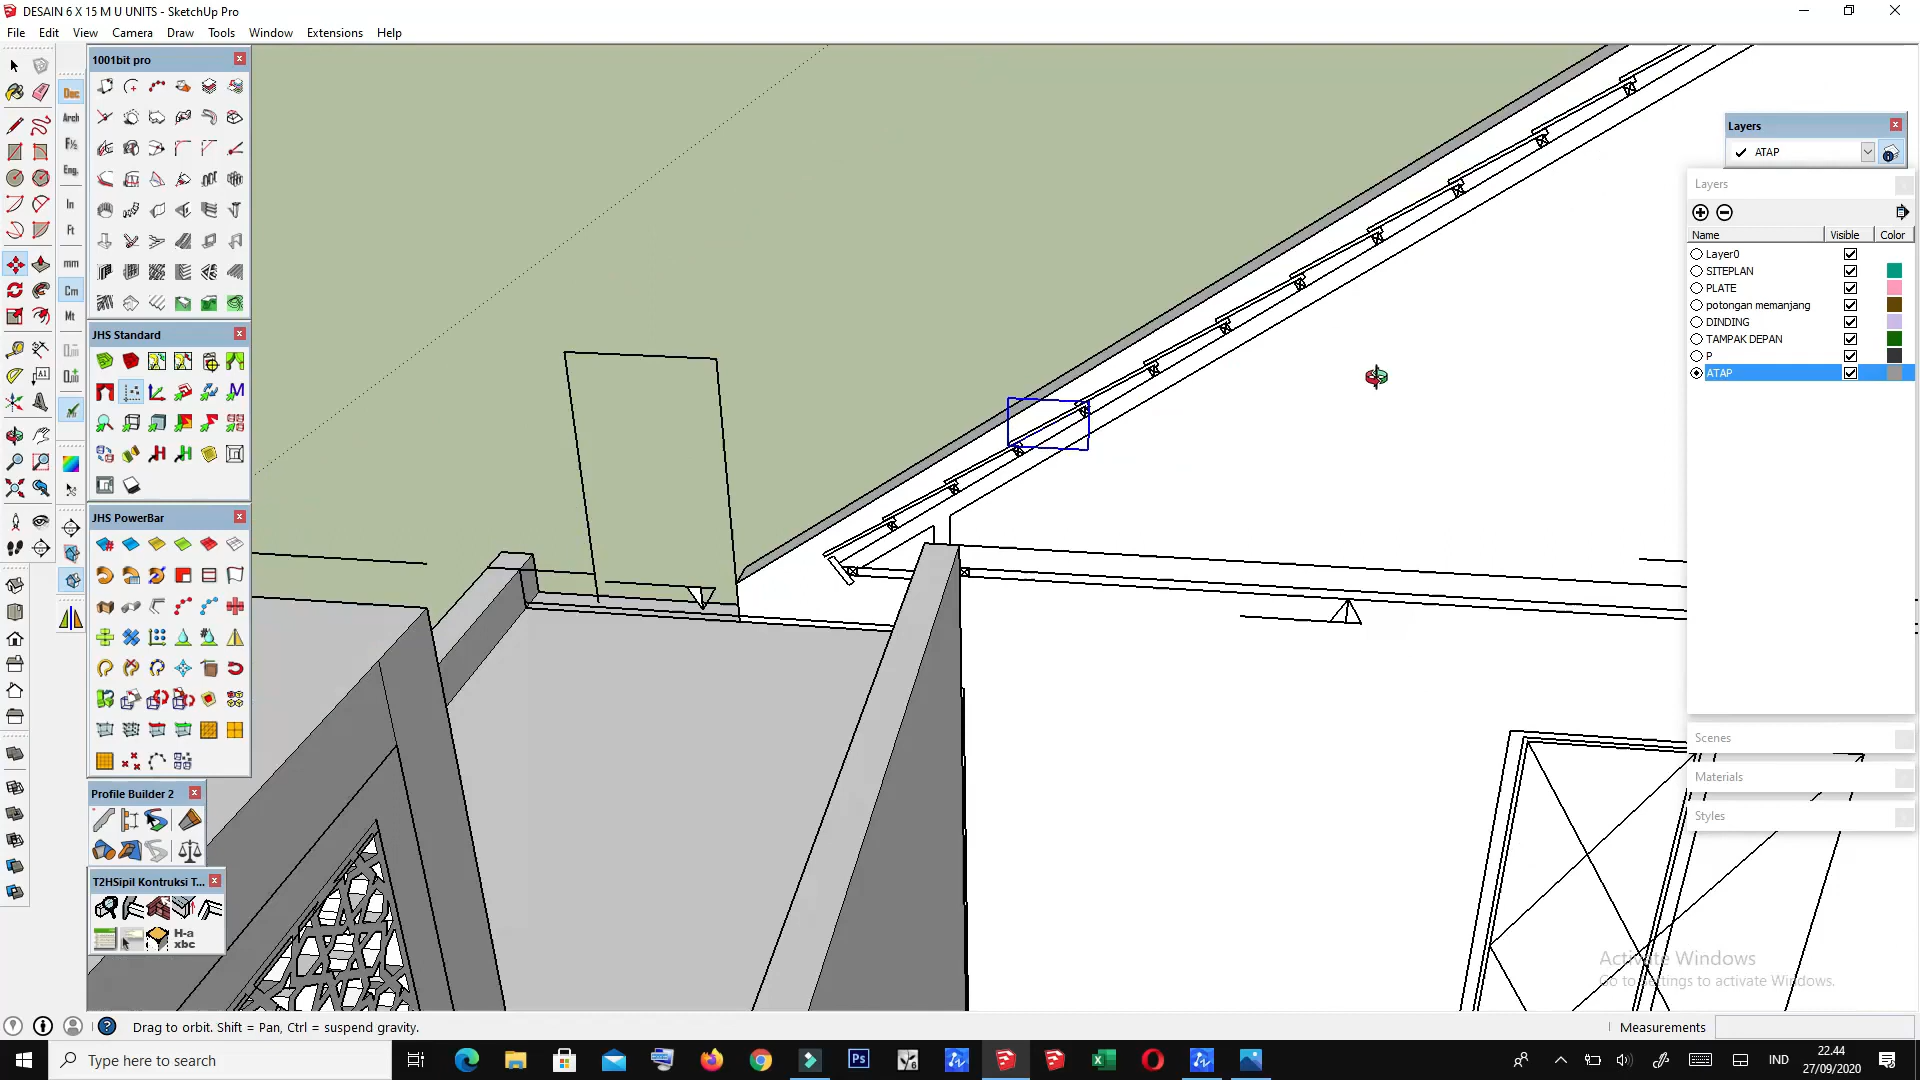 DESAIN 6 X 15 M U UNITS - SketchUp Pro
File Edit View Camera Draw Tools Window Extensions Help
1001bit pro
Dec
Arch
F½
Eng.
In
Ft
mm
Cm
Mt
JHS Standard
JHS PowerBar
Profile Builder 2
T2HSipil Kontruksi T...
H-a
xbc
Layers
ATAP
Layers
Name Visible Color
Layer0
SITEPLAN
PLATE
potongan memanjang
DINDING
TAMPAK DEPAN
P
ATAP
Scenes
Materials
Styles
Activate Windows
Go to Settings to activate Windows.
Drag to orbit. Shift = Pan, Ctrl = suspend gravity.
Measurements
Type here to search
Ps
IND
22.44
27/09/2020